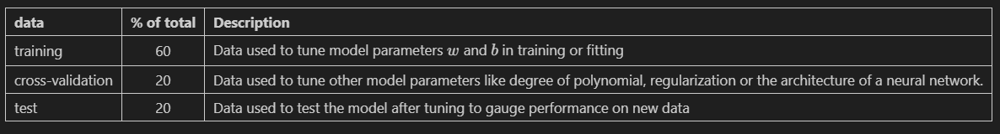 data % of total Description
training 60 Data used to tune model parameters w and b in training or fitting
cross-validation 20 Data used to tune other model parameters like degree of polynomial, regularization or the architecture of a neural network.
test 20 Data used to test the model after tuning to gauge performance on new data